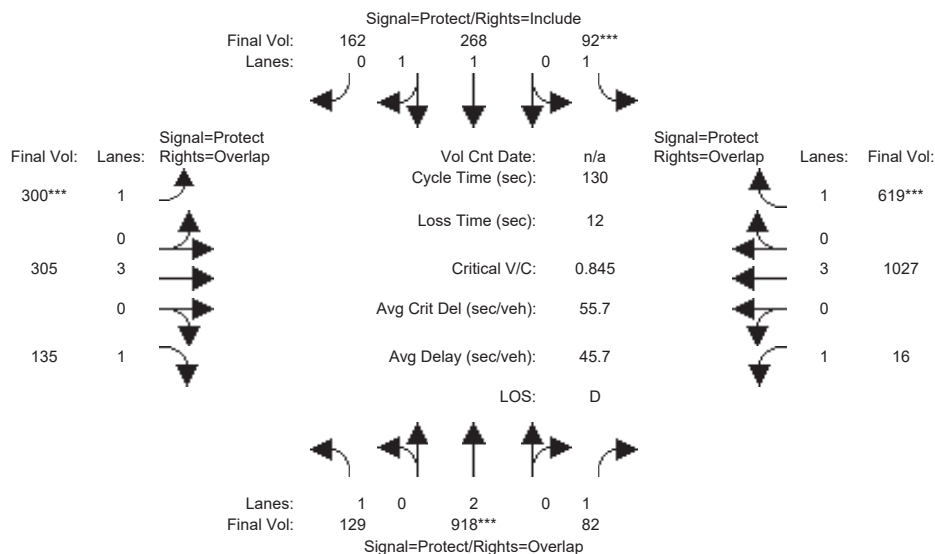 Signal=Protect/Rights=Include
Final Vol: 162 268 92***
Lanes: 0 1 1 0 1
Signal=Protect
Final Vol: Lanes: Rights=Overlap
Vol Cnt Date: n/a
Signal=Protect
Rights=Overlap Lanes: Final Vol:
Cycle Time (sec): 130
300*** 1
1 619***
Loss Time (sec): 12
0
0
305 3
Critical V/C: 0.845
3 1027
0
Avg Crit Del (sec/veh): 55.7
0
135 1
Avg Delay (sec/veh): 45.7
1 16
LOS: D
Lanes: 1 0 2 0 1
Final Vol: 129 918*** 82
Signal=Protect/Rights=Overlap